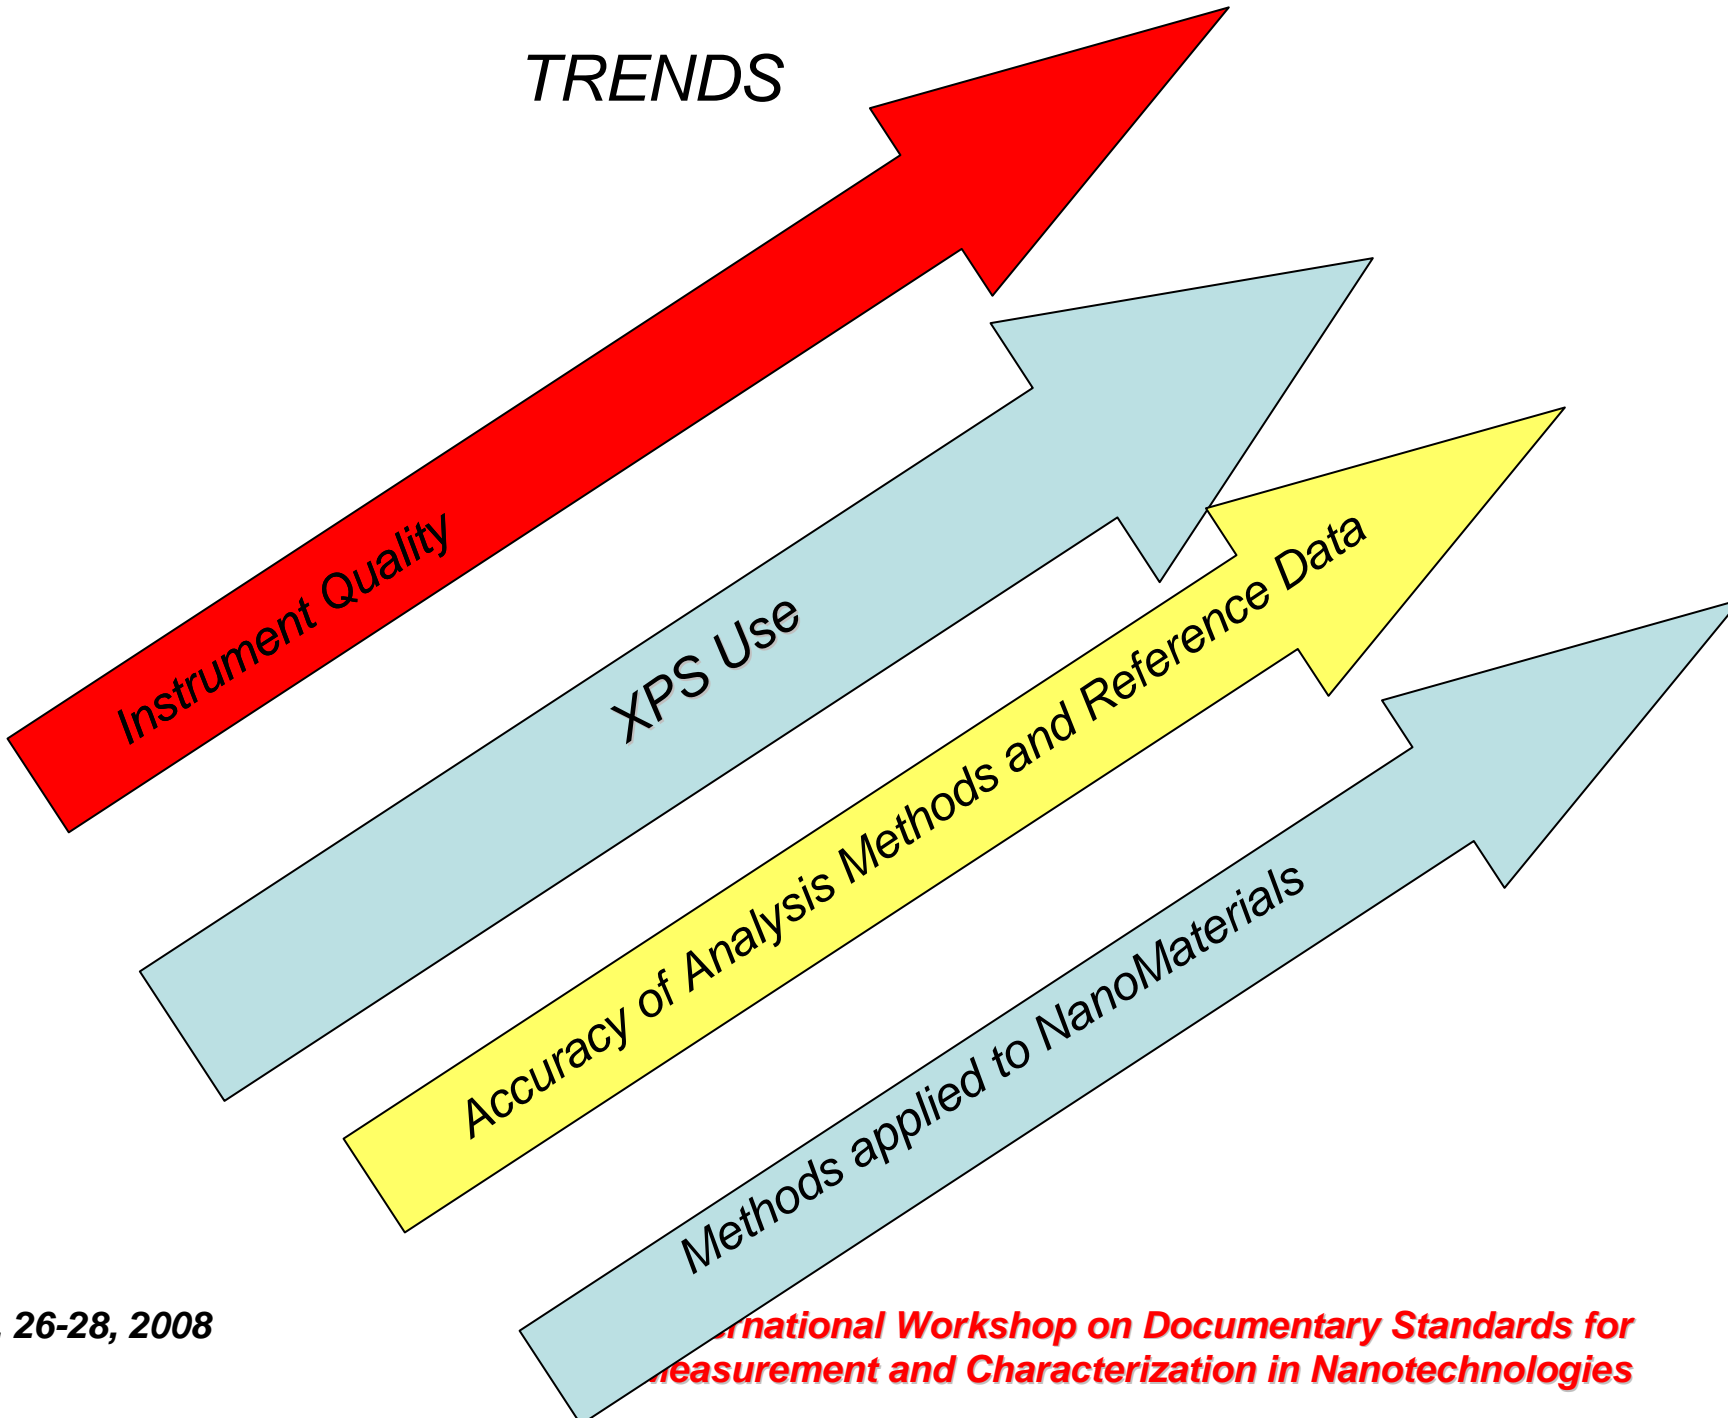 TRENDS
Instrument Quality
XPS Use
Accuracy of Analysis Methods and Reference Data
Methods applied to NanoMaterials
. 26-28, 2008
rnational Workshop on Documentary Standards for
easurement and Characterization in Nanotechnologies